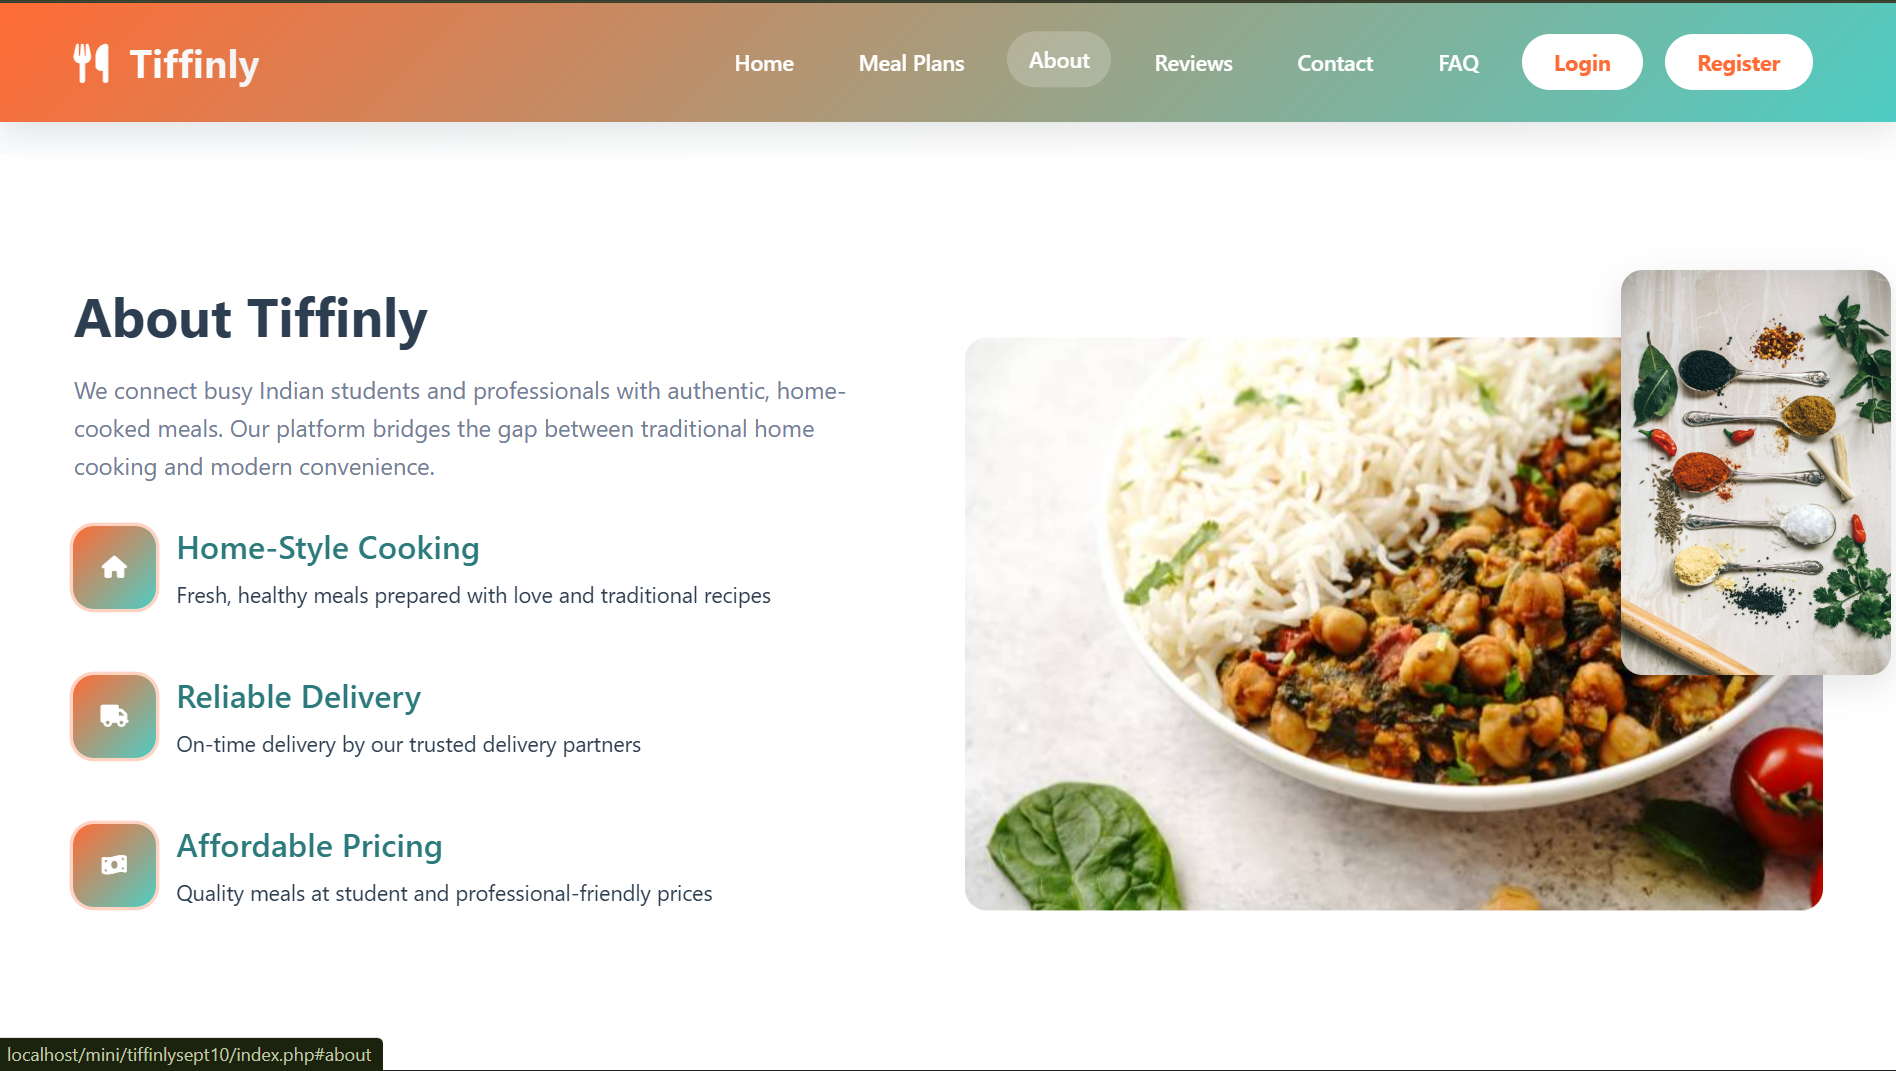 Tiffinly
Home
Meal Plans
About
Reviews
Contact
FAQ
Login
Register
About Tiffinly
We connect busy Indian students and professionals with authentic, home-
cooked meals. Our platform bridges the gap between traditional home
cooking and modern convenience.
Home-Style Cooking
Fresh, healthy meals prepared with love and traditional recipes
Reliable Delivery
On-time delivery by our trusted delivery partners
Affordable Pricing
Quality meals at student and professional-friendly prices
localhost/mini/tiffinlysept10/index.php#about